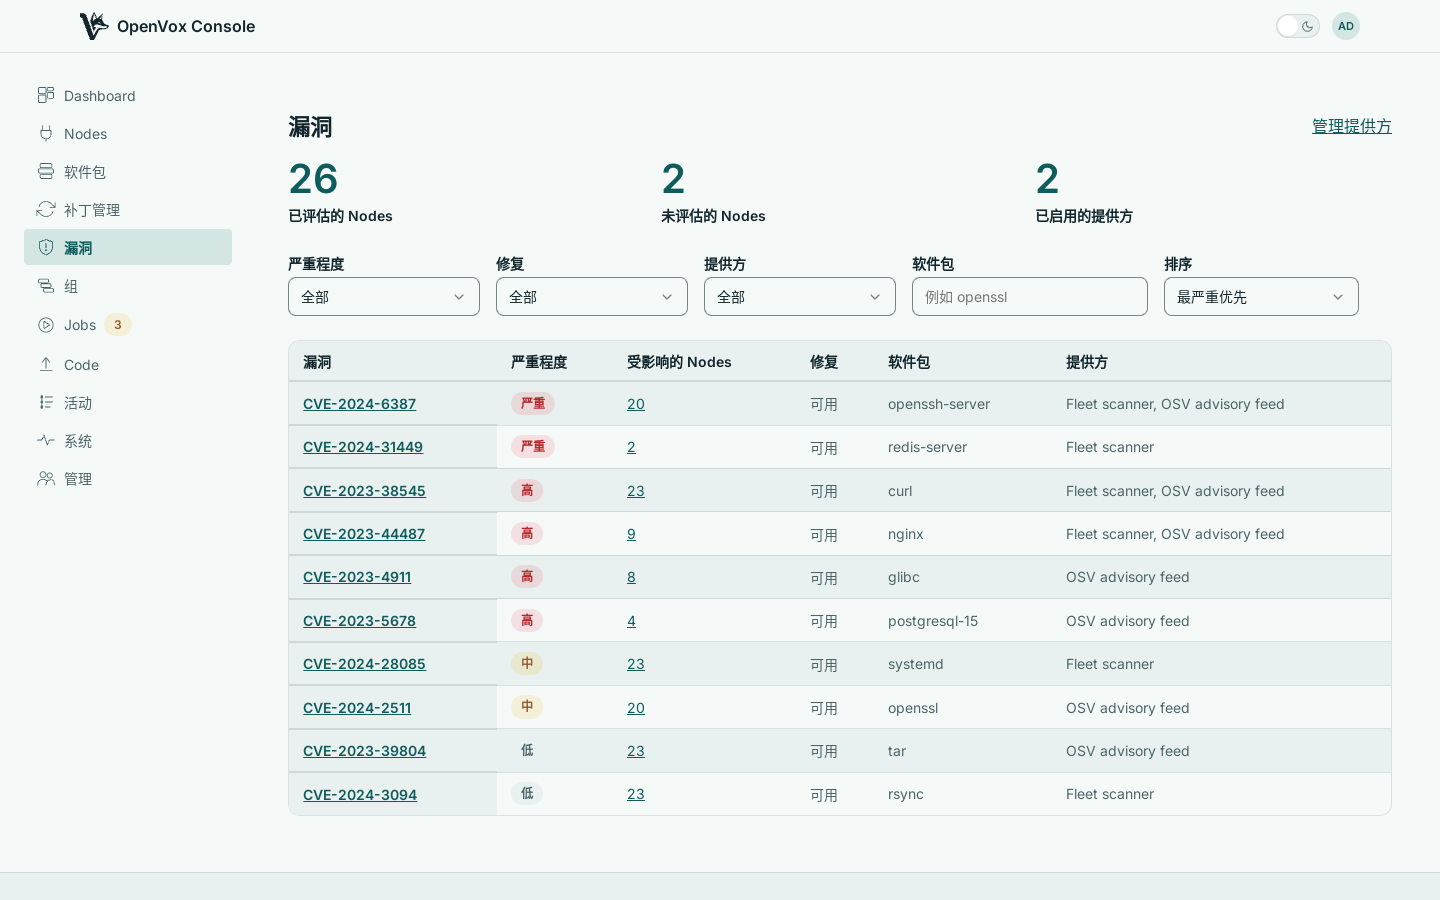 OpenVox Console
AD
Dashboard
Nodes
软件包
补丁管理
漏洞
组
Jobs 3
Code
活动
系统
管理
漏洞
管理提供方
26
已评估的 Nodes
2
未评估的 Nodes
2
已启用的提供方
严重程度
全部
修复
全部
提供方
全部
软件包
例如 openssl
排序
最严重优先
漏洞 严重程度 受影响的 Nodes 修复 软件包 提供方
CVE-2024-6387 严重 20 可用 openssh-server Fleet scanner, OSV advisory feed
CVE-2024-31449 严重 2 可用 redis-server Fleet scanner
CVE-2023-38545 高 23 可用 curl Fleet scanner, OSV advisory feed
CVE-2023-44487 高 9 可用 nginx Fleet scanner, OSV advisory feed
CVE-2023-4911 高 8 可用 glibc OSV advisory feed
CVE-2023-5678 高 4 可用 postgresql-15 OSV advisory feed
CVE-2024-28085 中 23 可用 systemd Fleet scanner
CVE-2024-2511 中 20 可用 openssl OSV advisory feed
CVE-2023-39804 低 23 可用 tar OSV advisory feed
CVE-2024-3094 低 23 可用 rsync Fleet scanner